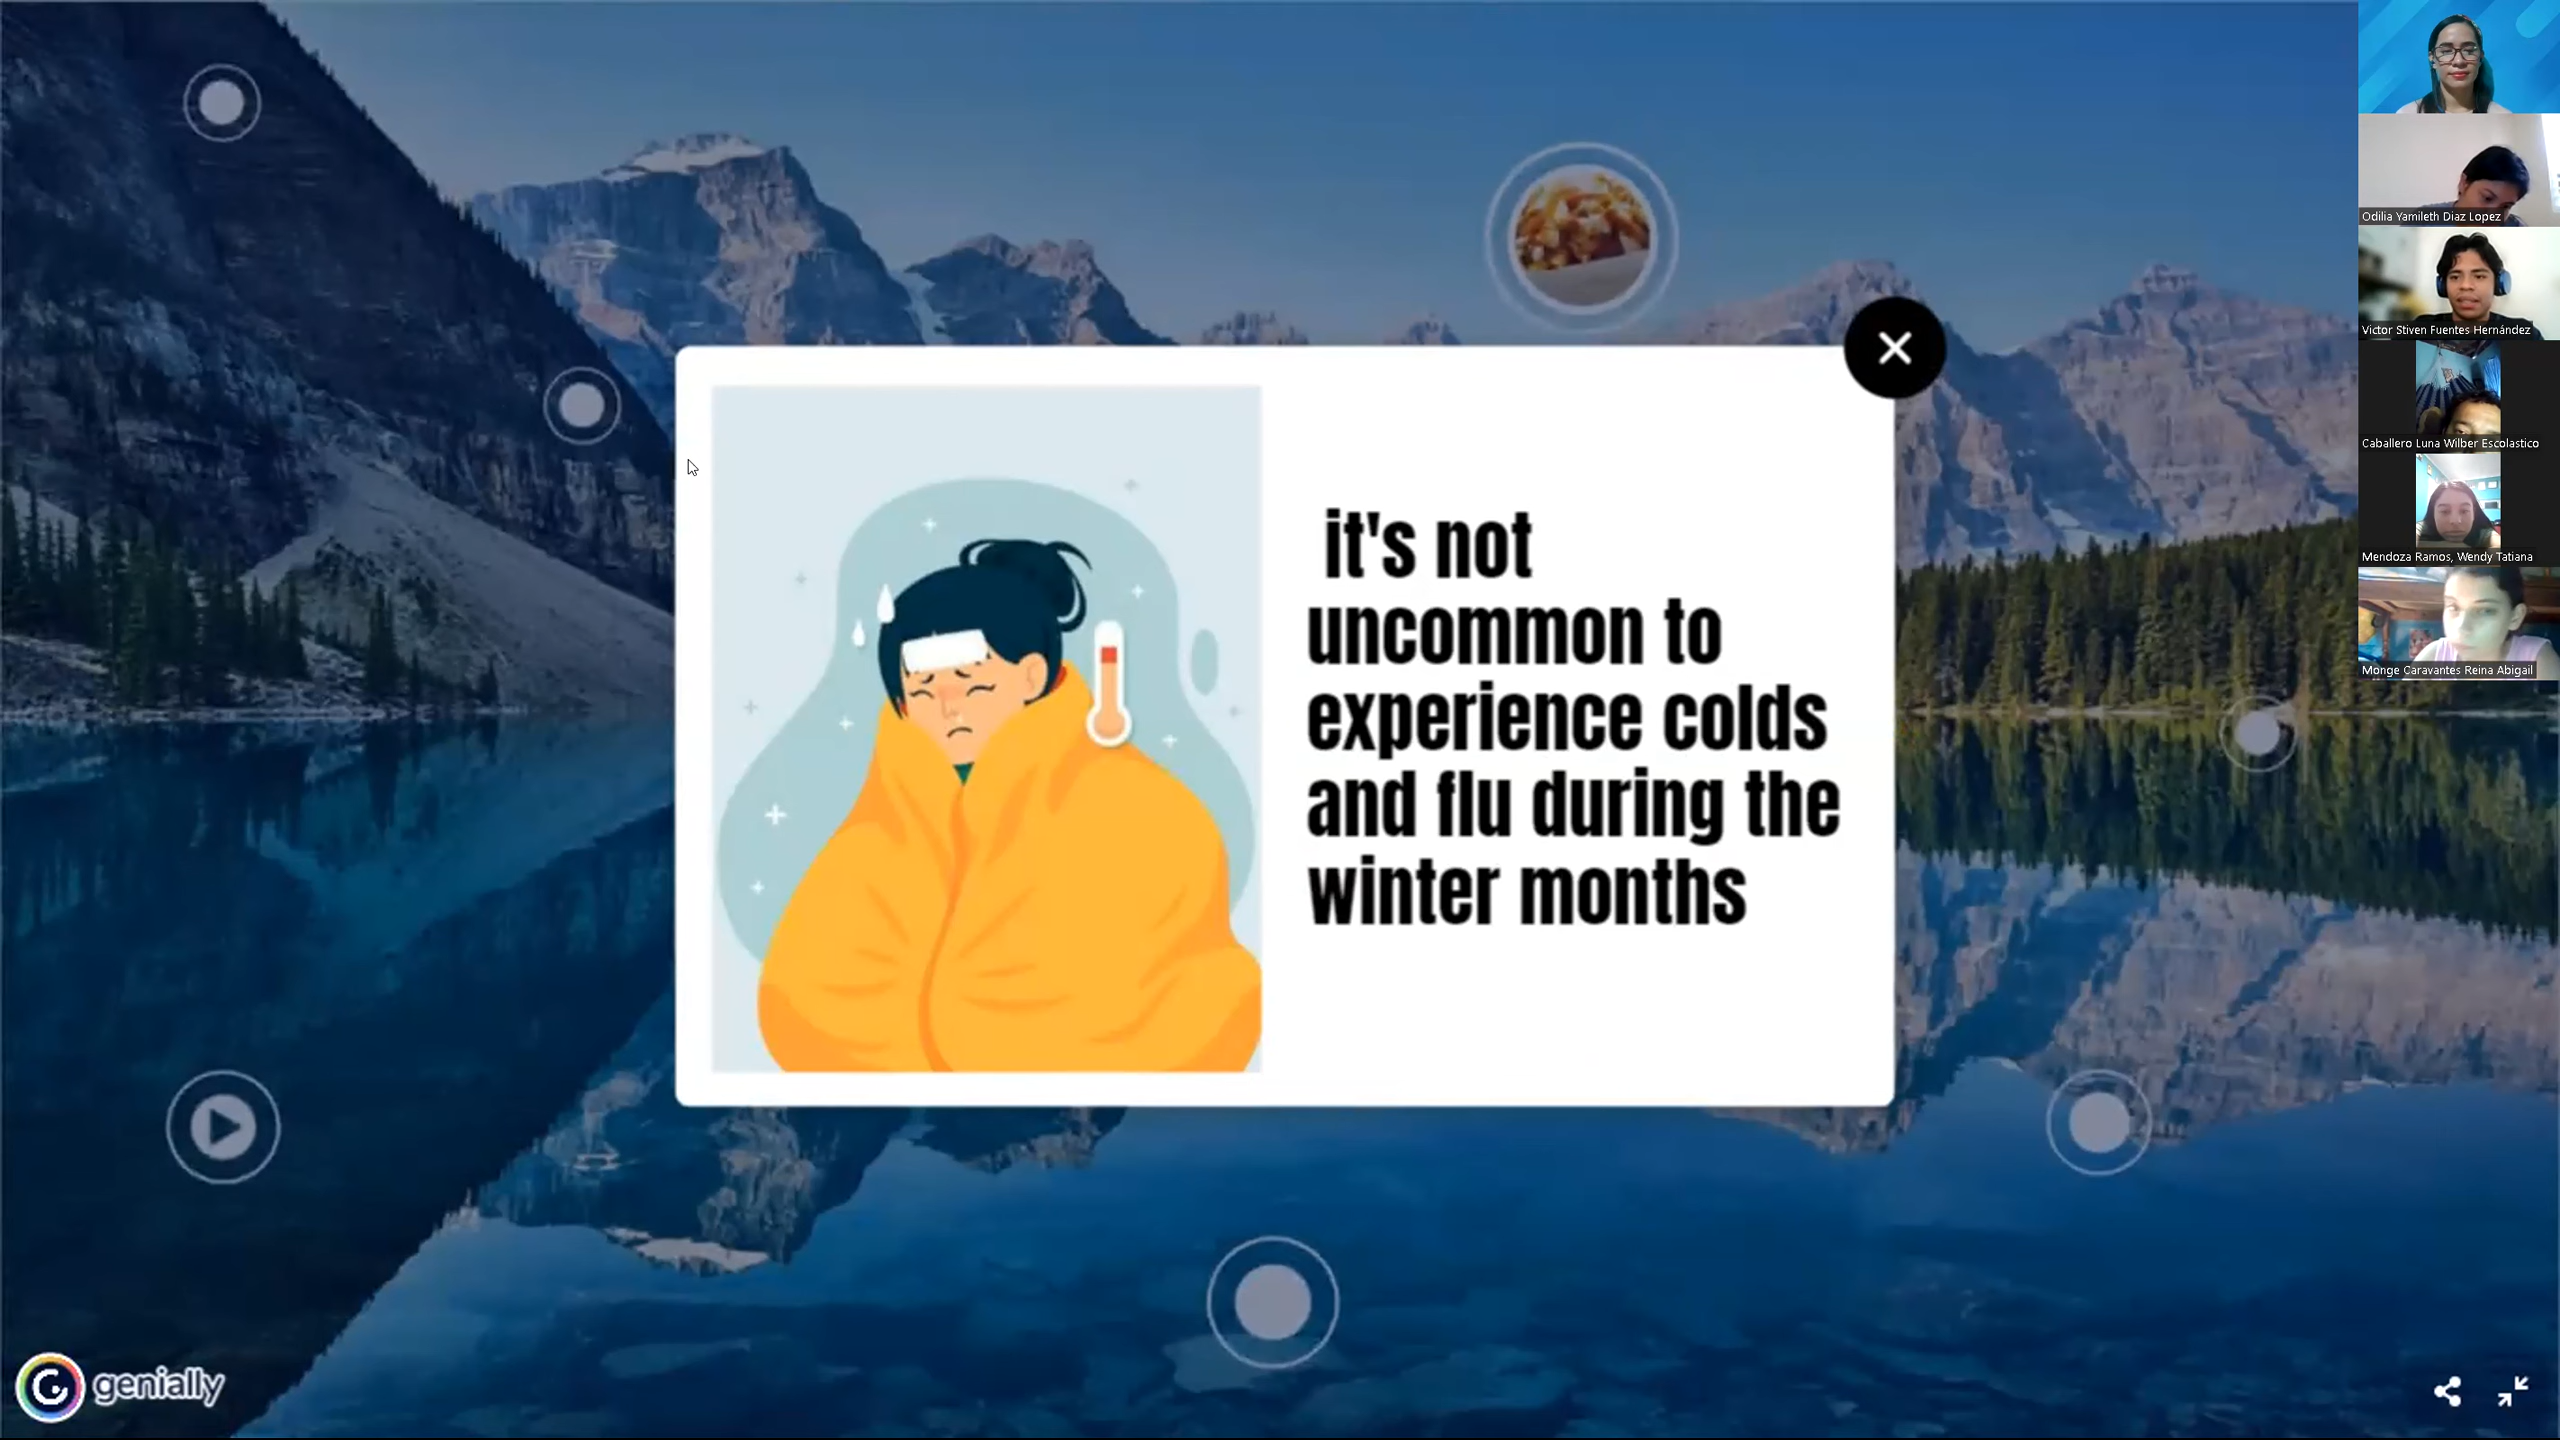 it's not
uncommon to
experience colds
and flu during the
winter months
genially
Odilia Yamileth Diaz Lopez
Victor Stiven Fuentes Hernández
Caballero Luna Wilber Escolastico
Mendoza Ramos, Wendy Tatiana
Monge Caravantes Reina Abigail